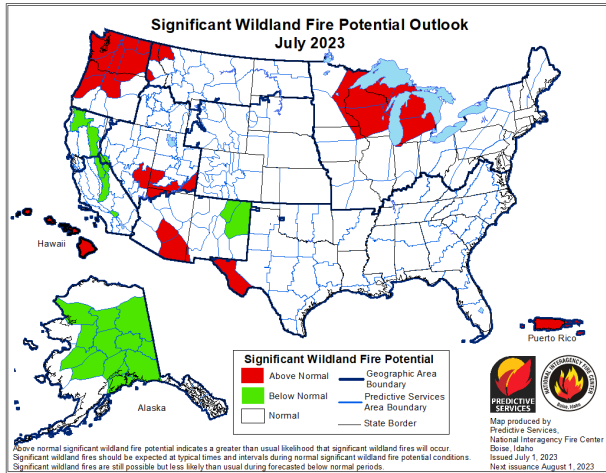 Significant Wildland Fire Potential Outlook
July 2023
Hawaii
Alaska
Puerto Rico
Significant Wildland Fire Potential
Above Normal
Below Normal
Normal
Geographic Area
Boundary
Predictive Services
Area Boundary
State Border
PREDICTIVE
SERVICES
NATIONAL INTERAGENCY FIRE CENTER
Boise, Idaho
Map produced by
Predictive Services,
National Interagency Fire Center
Boise, Idaho
Issued July 1, 2023
Next issuance August 1, 2023
Above normal significant wildland fire potential indicates a greater than usual likelihood that significant wildland fires will occur.
Significant wildland fires should be expected at typical times and intervals during normal significant wildland fire potential conditions.
Significant wildland fires are still possible but less likely than usual during forecasted below normal periods.